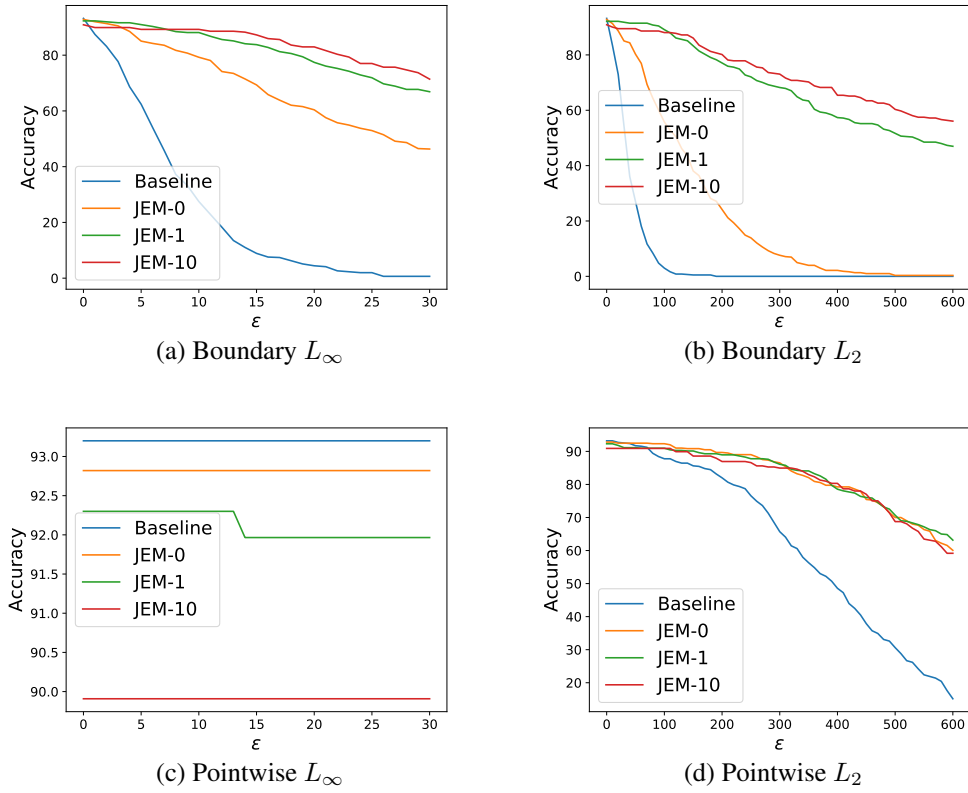 Accuracy
80
60
40
20
0
Baseline
JEM-0
JEM-1
JEM-10
0 5 10 15 20 25 30
ε
(a) Boundary L∞
Accuracy
80
60
40
20
0
Baseline
JEM-0
JEM-1
JEM-10
0 100 200 300 400 500 600
ε
(b) Boundary L2
Accuracy
93.0
92.5
92.0
91.5
91.0
90.5
90.0
Baseline
JEM-0
JEM-1
JEM-10
0 5 10 15 20 25 30
ε
(c) Pointwise L∞
Accuracy
90
80
70
60
50
40
30
20
Baseline
JEM-0
JEM-1
JEM-10
0 100 200 300 400 500 600
ε
(d) Pointwise L2